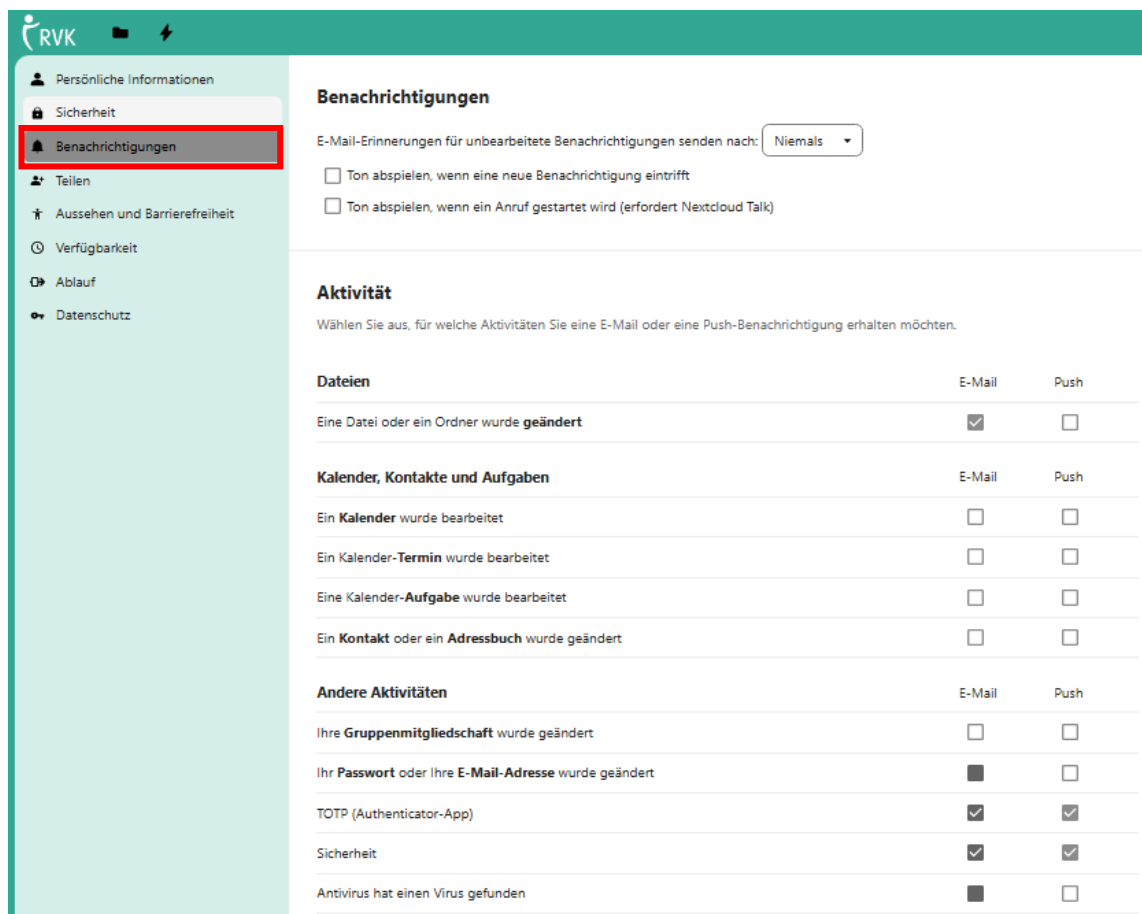 RVK
Persönliche Informationen
Sicherheit
Benachrichtigungen
Teilen
Aussehen und Barrierefreiheit
Verfügbarkeit
Ablauf
Datenschutz
Benachrichtigungen
E-Mail-Erinnerungen für unbearbeitete Benachrichtigungen senden nach: Niemals
Ton abspielen, wenn eine neue Benachrichtigung eintrifft
Ton abspielen, wenn ein Anruf gestartet wird (erfordert Nextcloud Talk)
Aktivität
Wählen Sie aus, für welche Aktivitäten Sie eine E-Mail oder eine Push-Benachrichtigung erhalten möchten.
Dateien E-Mail Push
Eine Datei oder ein Ordner wurde geändert
Kalender, Kontakte und Aufgaben E-Mail Push
Ein Kalender wurde bearbeitet
Ein Kalender-Termin wurde bearbeitet
Eine Kalender-Aufgabe wurde bearbeitet
Ein Kontakt oder ein Adressbuch wurde geändert
Andere Aktivitäten E-Mail Push
Ihre Gruppenmitgliedschaft wurde geändert
Ihr Passwort oder Ihre E-Mail-Adresse wurde geändert
TOTP (Authenticator-App)
Sicherheit
Antivirus hat einen Virus gefunden